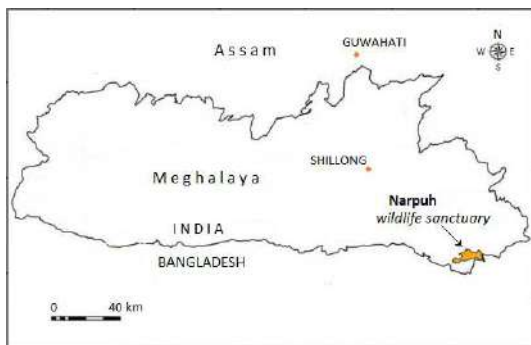 Assam
GUWAHATI
N
W E
S
SHILLONG
Meghalaya
Narpuh
wildlife sanctuary
INDIA
BANGLADESH
0 40 km